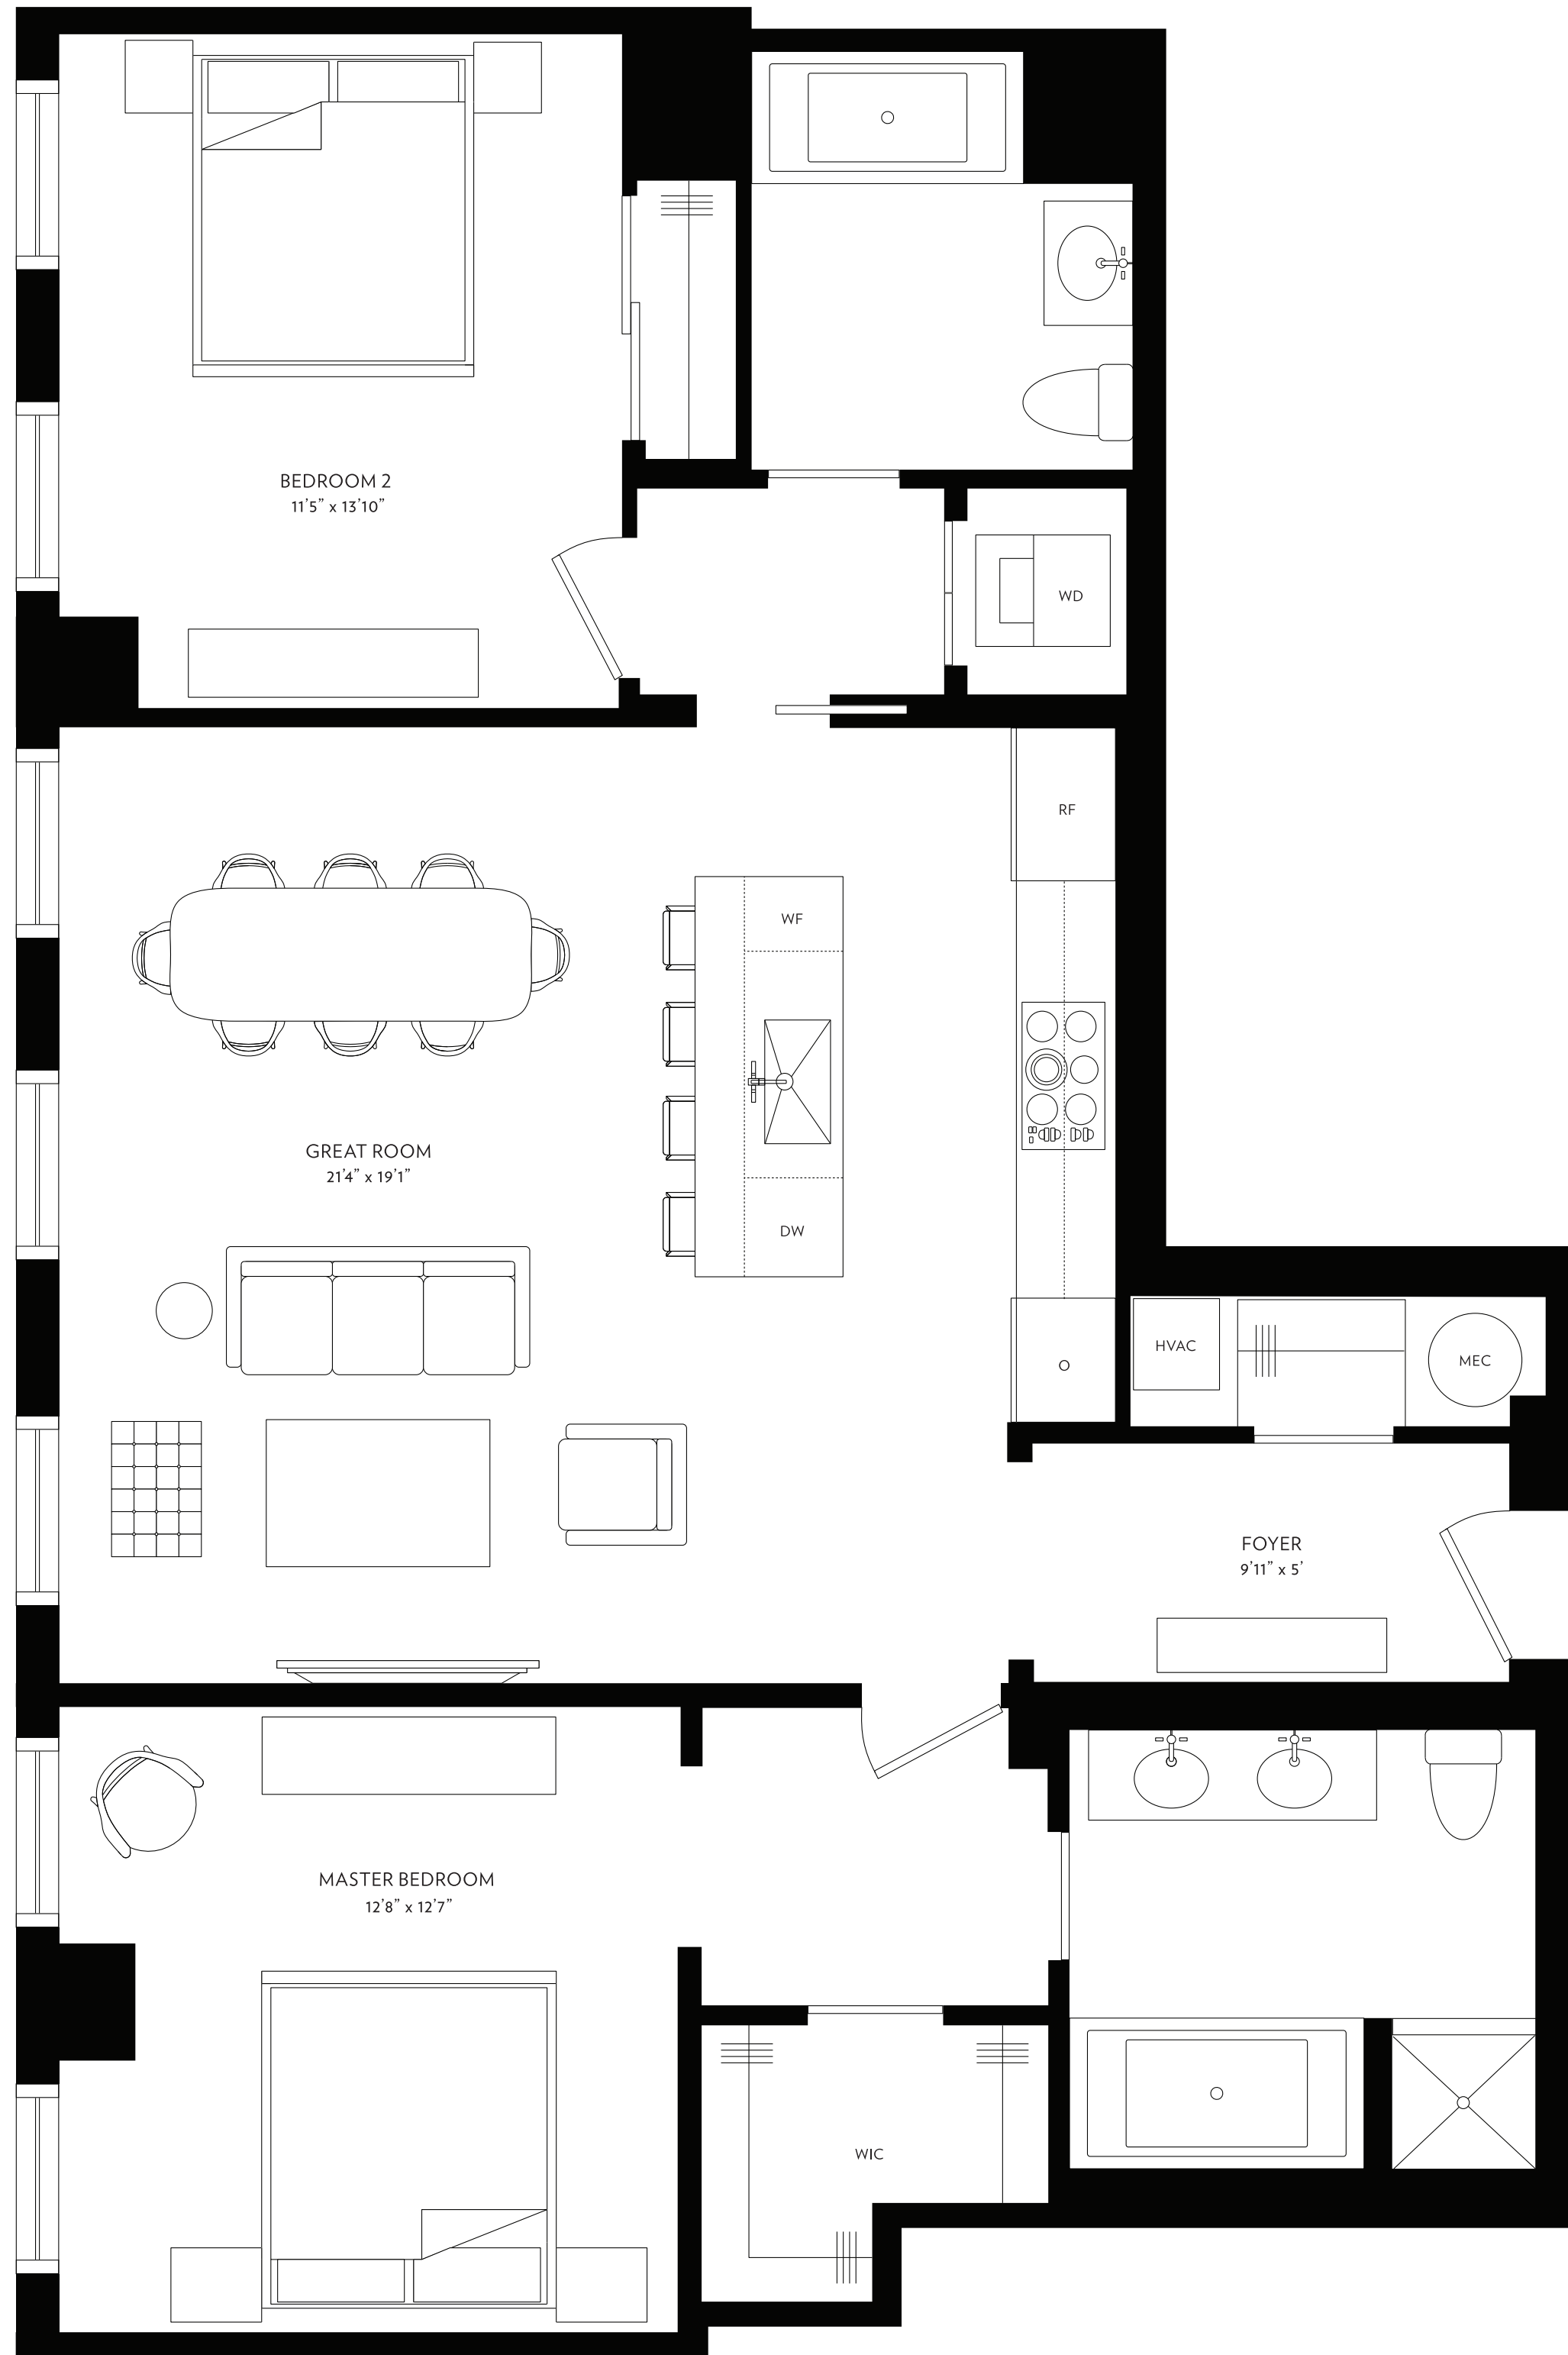 BEDROOM 2
11'5" x 13'10"
WD
RF
WF
GREAT ROOM
21'4" x 19'1"
DW
HVAC
MEC
FOYER
9'11" x 5'
MASTER BEDROOM
12'8" x 12'7"
WIC